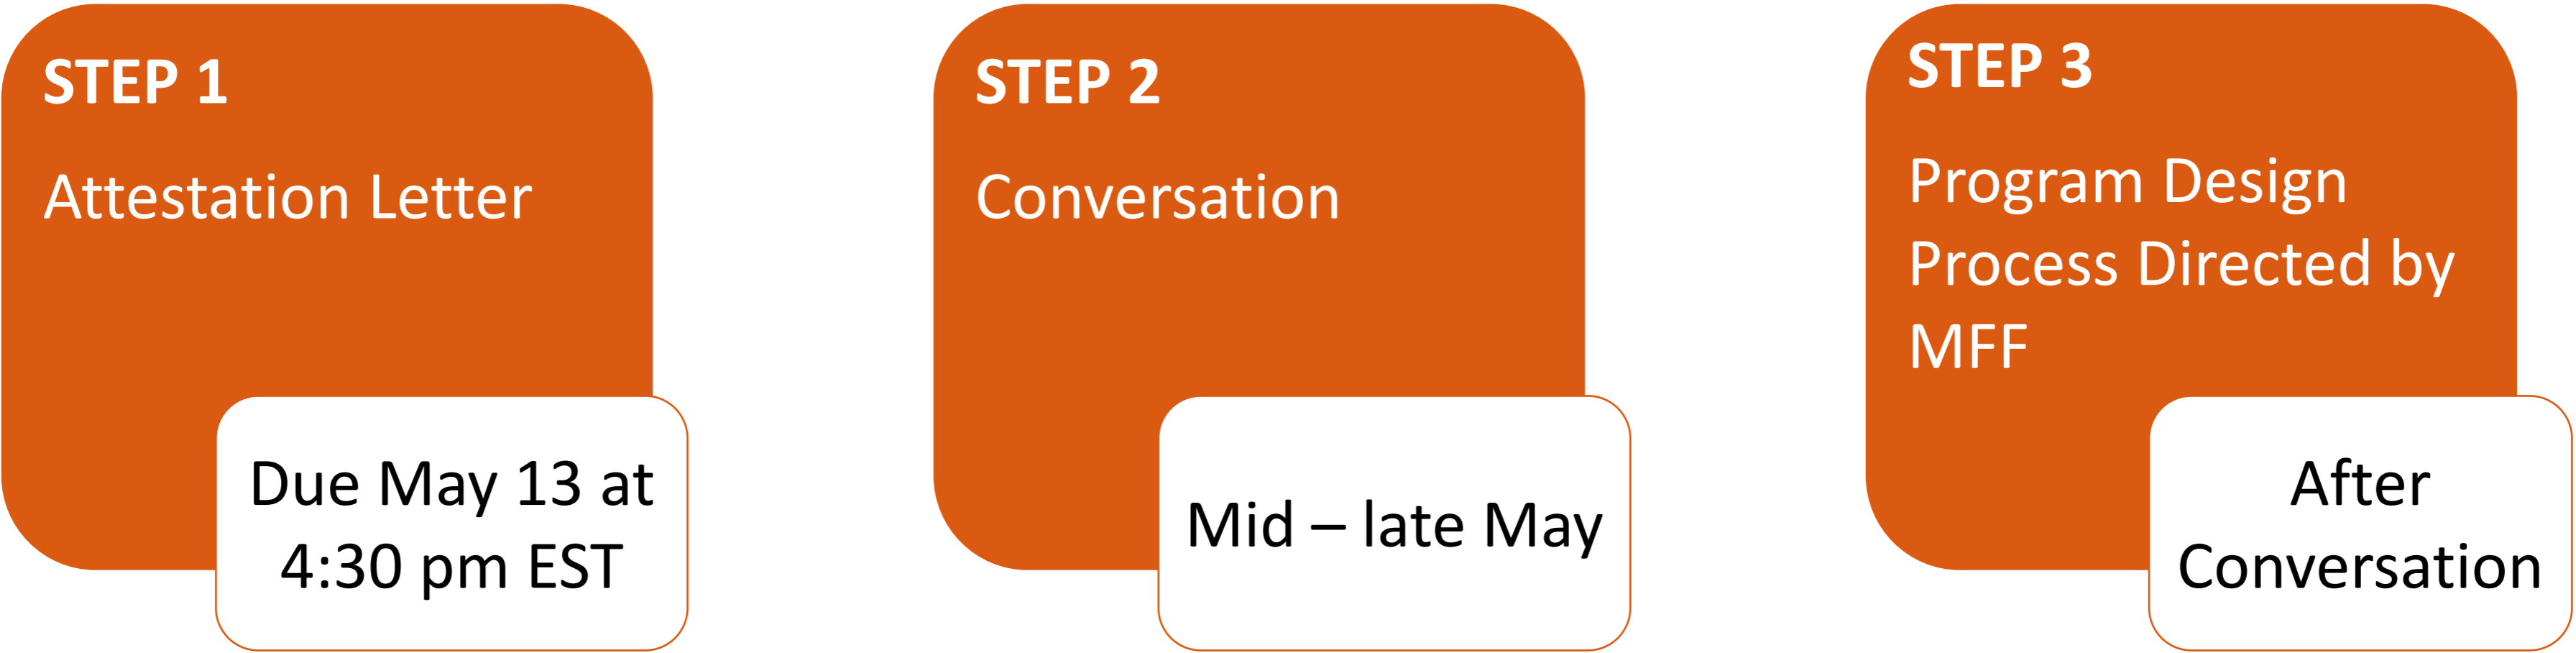 STEP 1
Attestation Letter
Due May 13 at
4:30 pm EST
STEP 2
Conversation
Mid – late May
STEP 3
Program Design
Process Directed by
MFF
After
Conversation